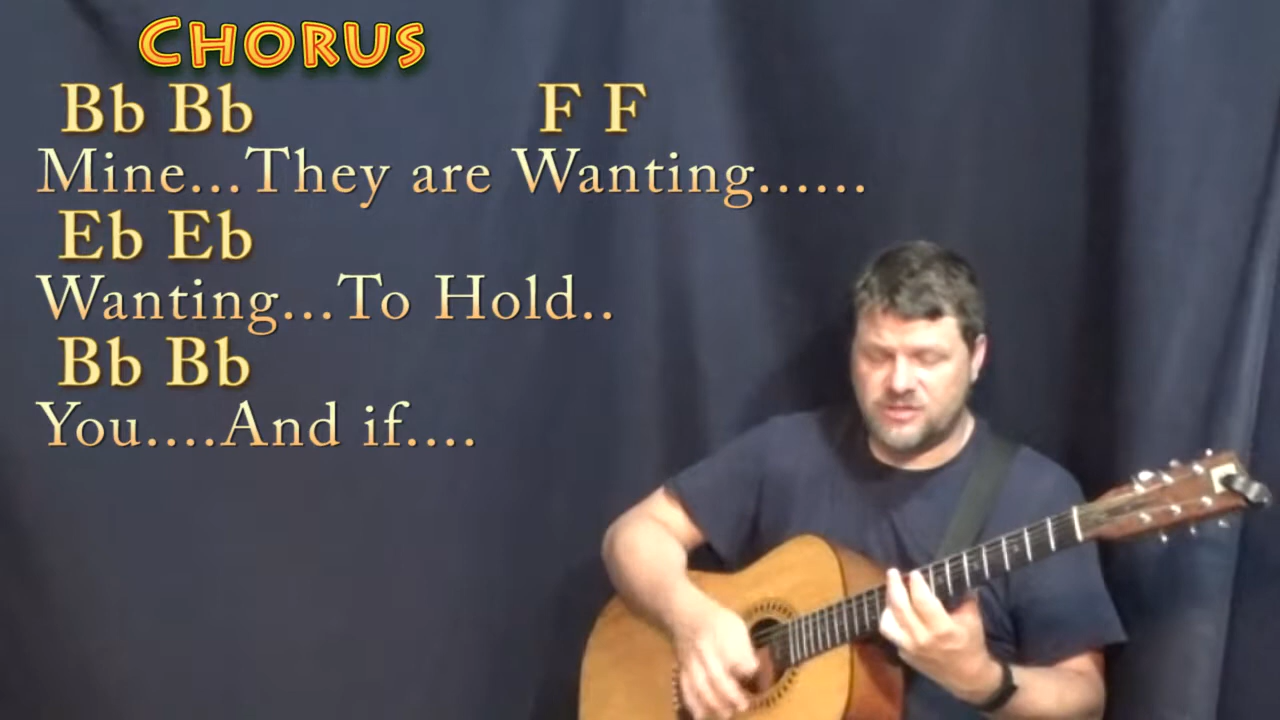 CHORUS
Bb Bb F F
Mine...They are Wanting......
Eb Eb
Wanting...To Hold..
Bb Bb
You....And if....